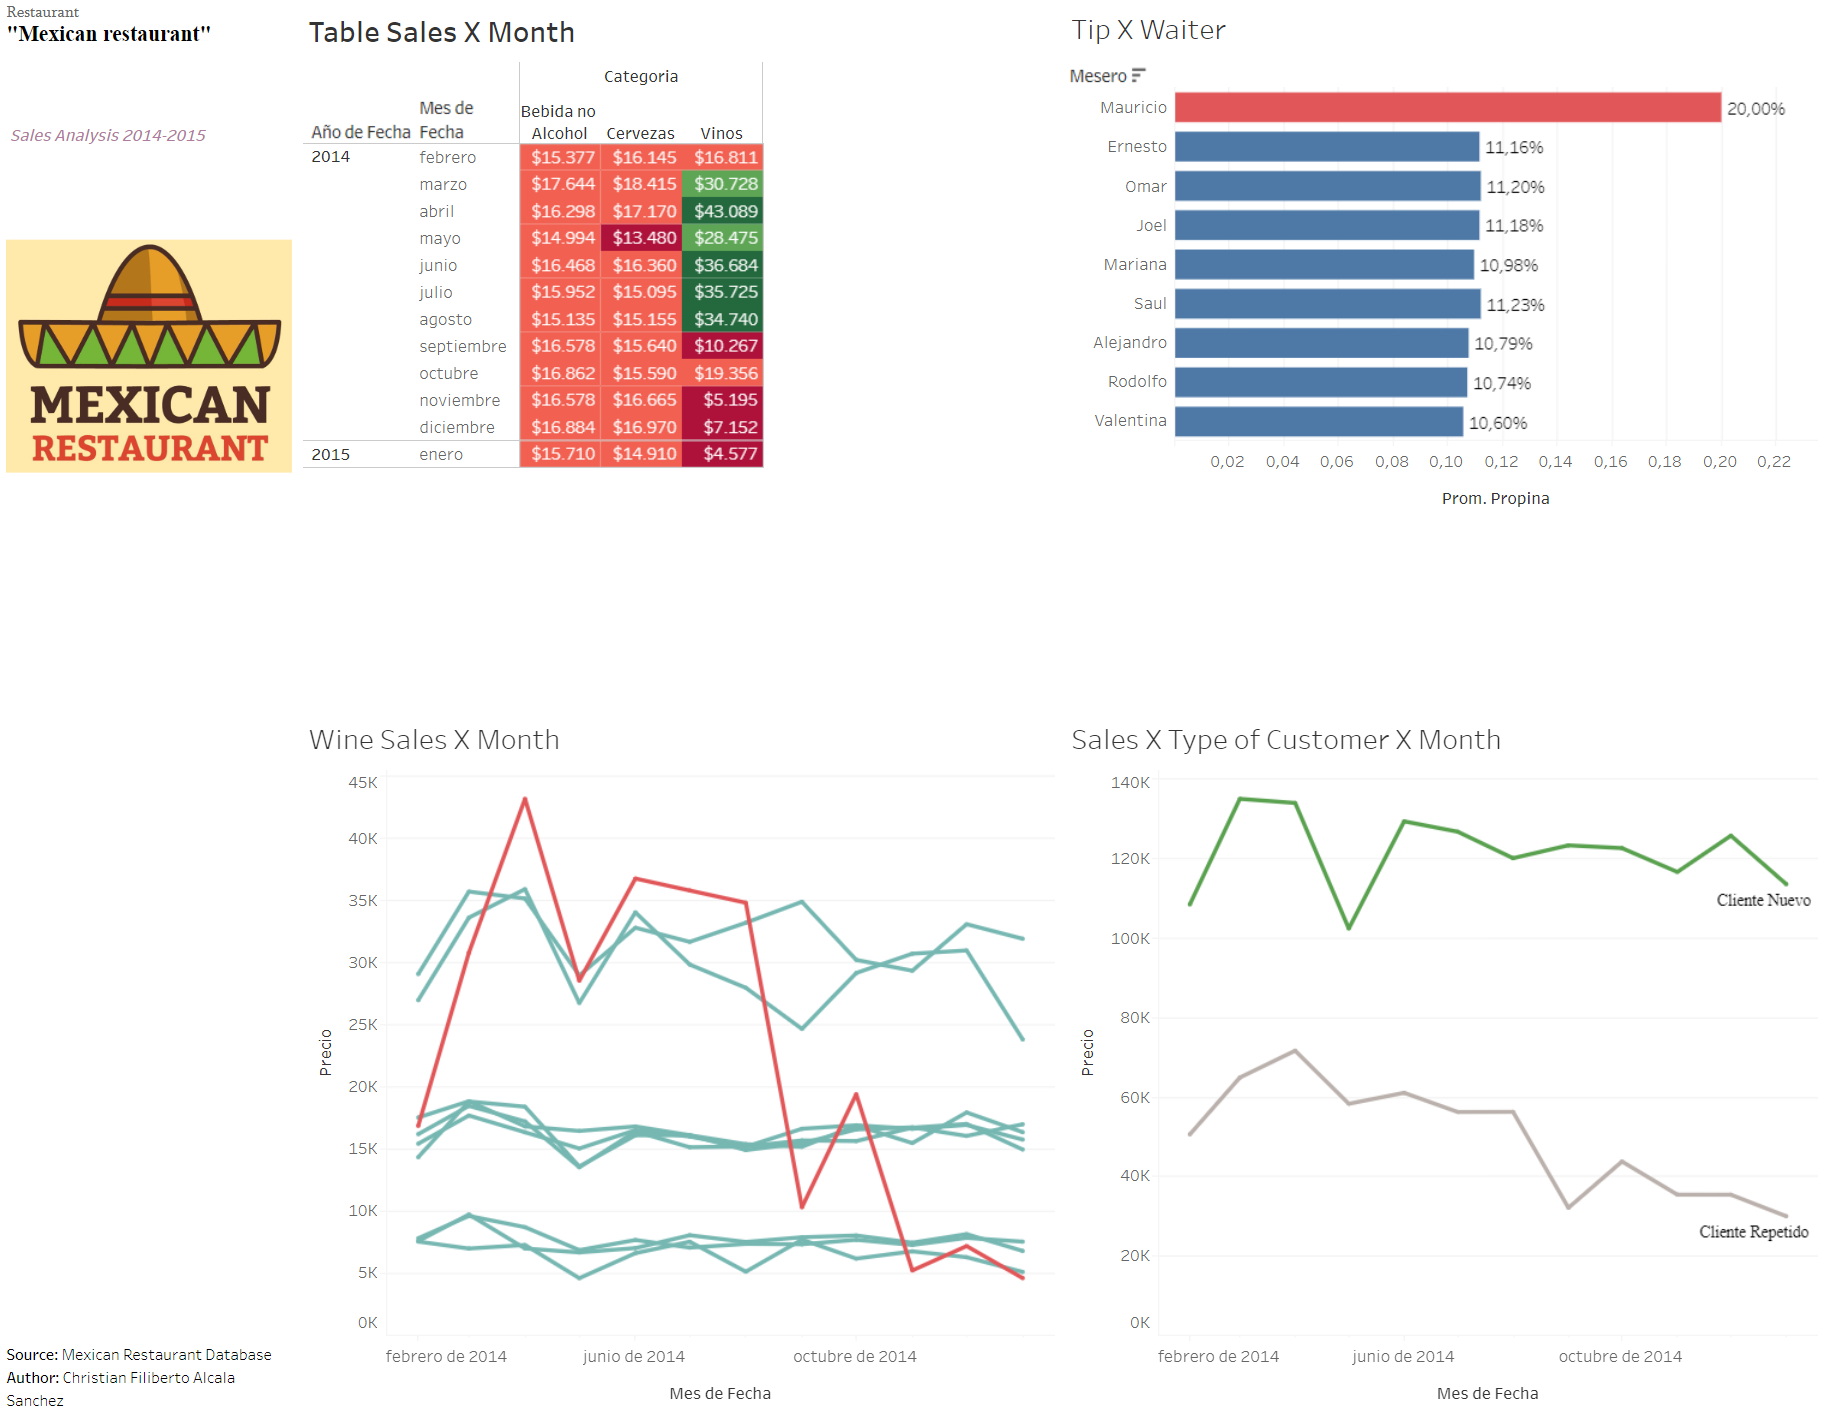 Restaurant
"Mexican restaurant"
Sales Analysis 2014-2015
MEXICAN
RESTAURANT
Source: Mexican Restaurant Database
Author: Christian Filiberto Alcala
Sanchez
Table Sales X Month
Categoria
Año de Fecha Mes de Fecha Bebida no Alcohol Cervezas Vinos
2014 febrero $15.377 $16.145 $16.811
marzo $17.644 $18.415 $30.728
abril $16.298 $17.170 $43.089
mayo $14.994 $13.480 $28.475
junio $16.468 $16.360 $36.684
julio $15.952 $15.095 $35.725
agosto $15.135 $15.155 $34.740
septiembre $16.578 $15.640 $10.267
octubre $16.862 $15.590 $19.356
noviembre $16.578 $16.665 $5.195
diciembre $16.884 $16.970 $7.152
2015 enero $15.710 $14.910 $4.577
Tip X Waiter
Mesero
Mauricio 20,00%
Ernesto 11,16%
Omar 11,20%
Joel 11,18%
Mariana 10,98%
Saul 11,23%
Alejandro 10,79%
Rodolfo 10,74%
Valentina 10,60%
0,02 0,04 0,06 0,08 0,10 0,12 0,14 0,16 0,18 0,20 0,22
Prom. Propina
Wine Sales X Month
45K
40K
35K
30K
25K
20K
15K
10K
5K
0K
Precio
febrero de 2014 junio de 2014 octubre de 2014
Mes de Fecha
Sales X Type of Customer X Month
140K
120K
100K
80K
60K
40K
20K
0K
Precio
Cliente Nuevo
Cliente Repetido
febrero de 2014 junio de 2014 octubre de 2014
Mes de Fecha